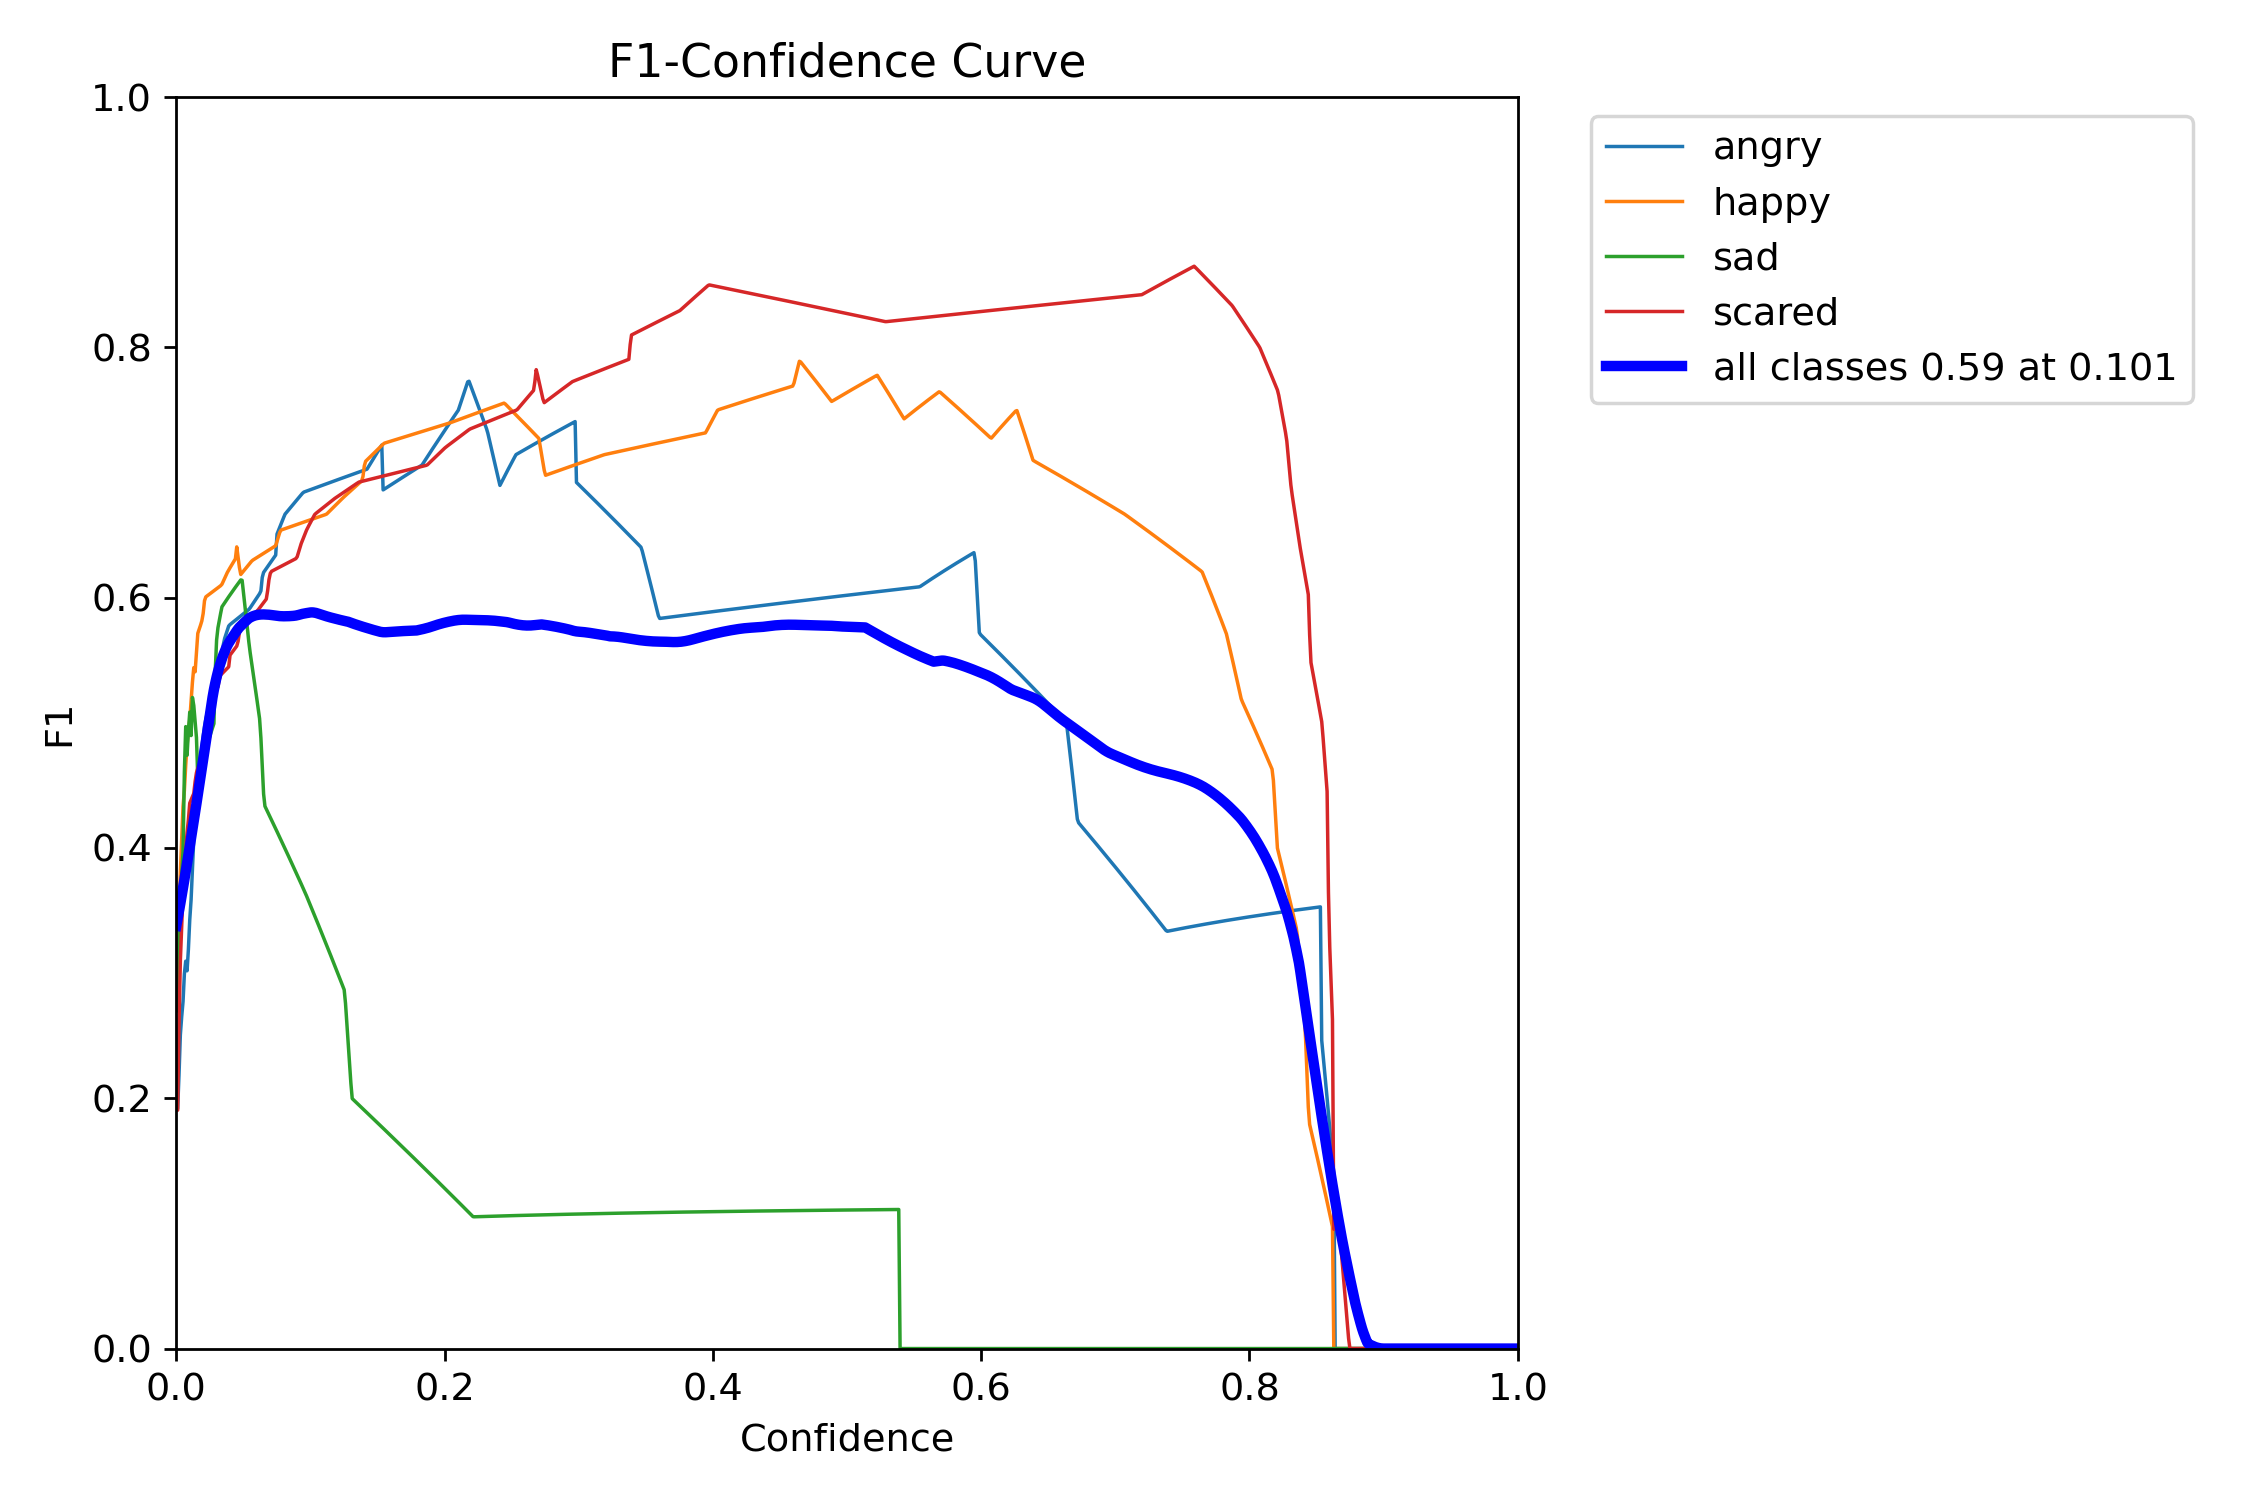 F1-Confidence Curve
1.0
0.8
0.6
0.4
0.2
0.0
F1
0.0 0.2 0.4 0.6 0.8 1.0
Confidence
angry
happy
sad
scared
all classes 0.59 at 0.101